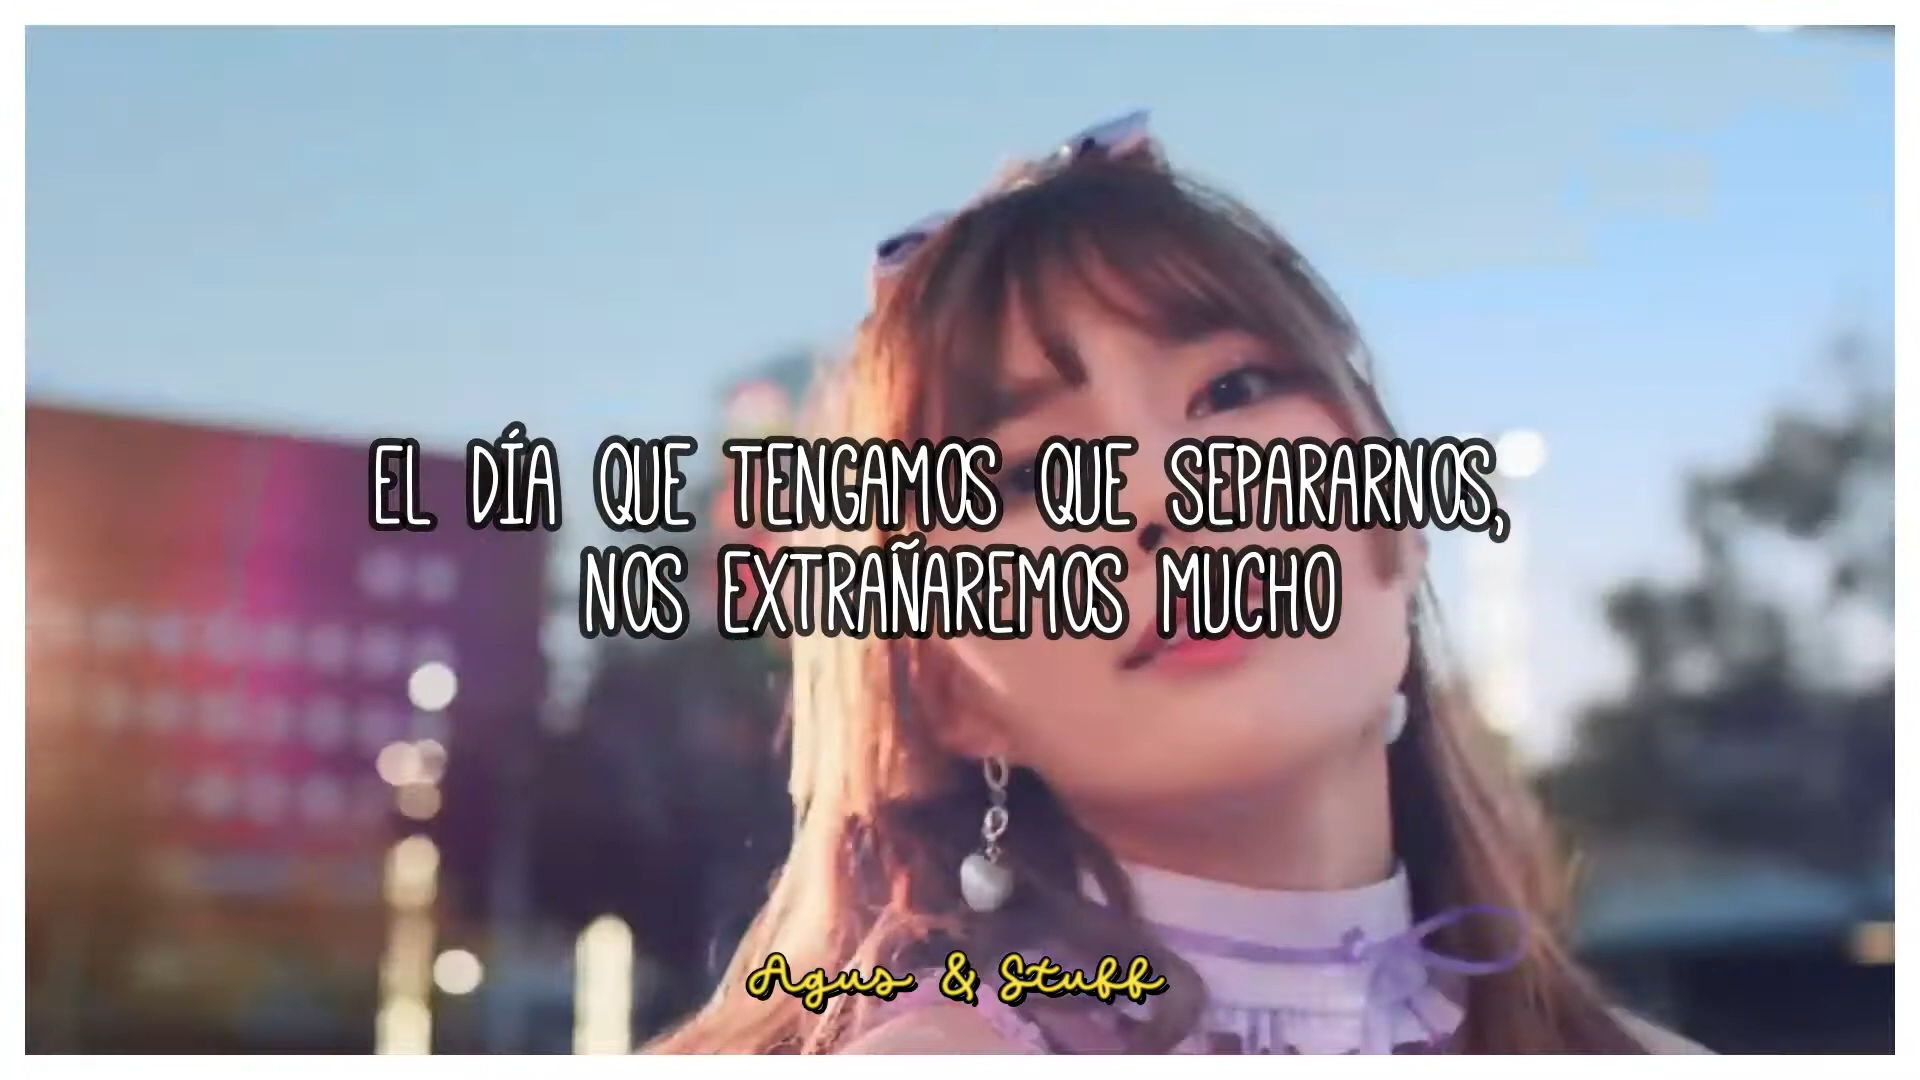 EL DÍA QUE TENGAMOS QUE SEPARARNOS,
NOS EXTRAÑAREMOS MUCHO
Agus & Stuff